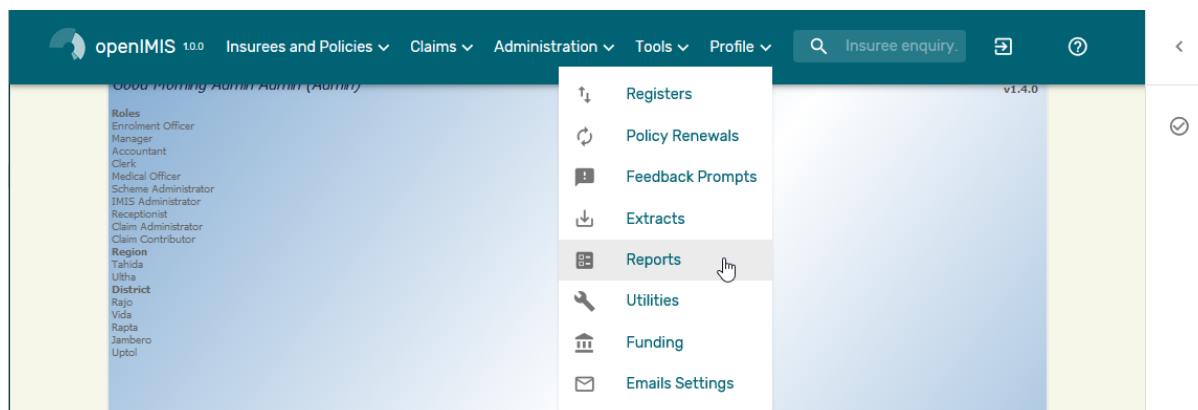 openIMIS 1.0.0 Insurees and Policies Claims Administration Tools Profile Insuree enquiry.
Good Morning Admin Admin (Admin)
v1.4.0
Roles
Enrolment Officer
Manager
Accountant
Clerk
Medical Officer
Scheme Administrator
IMIS Administrator
Receptionist
Claim Administrator
Claim Contributor
Region
Tahida
Ultha
District
Rajo
Vida
Rapta
Jambero
Uptol
Registers
Policy Renewals
Feedback Prompts
Extracts
Reports
Utilities
Funding
Emails Settings